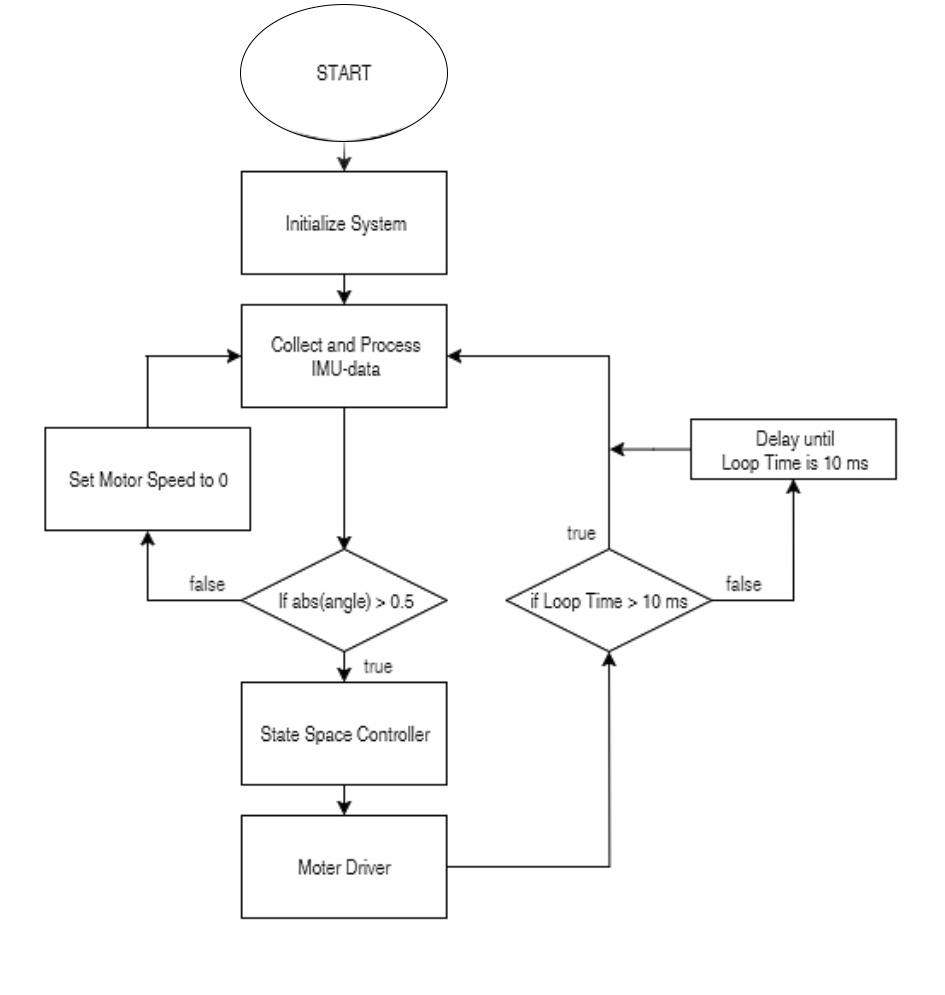 START
Initialize System
Collect and Process
IMU-data
Set Motor Speed to 0
Delay until
Loop Time is 10 ms
true
false
If abs(angle) > 0.5
if Loop Time > 10 ms
false
true
State Space Controller
Moter Driver